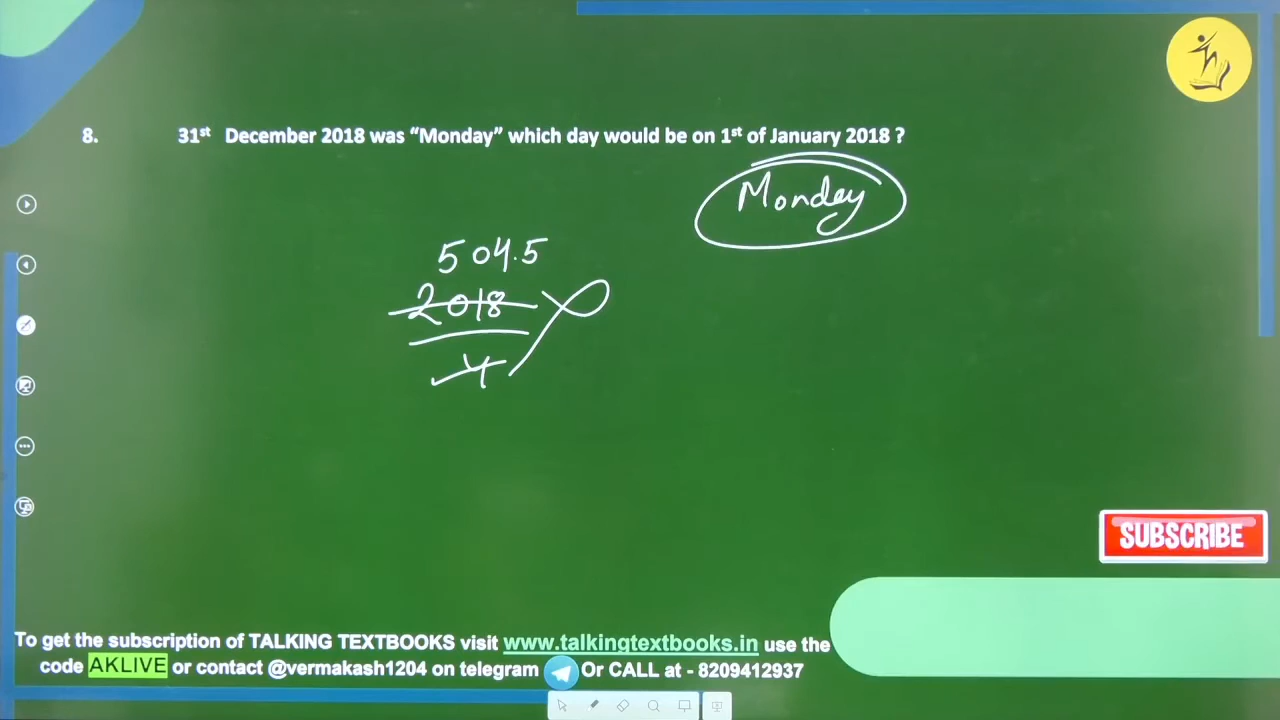 8. 31st December 2018 was “Monday” which day would be on 1st of January 2018 ?
Monday
504.5
2018
4
SUBSCRIBE
To get the subscription of TALKING TEXTBOOKS visit www.talkingtextbooks.in use the
code AKLIVE or contact @vermakash1204 on telegram Or CALL at - 8209412937